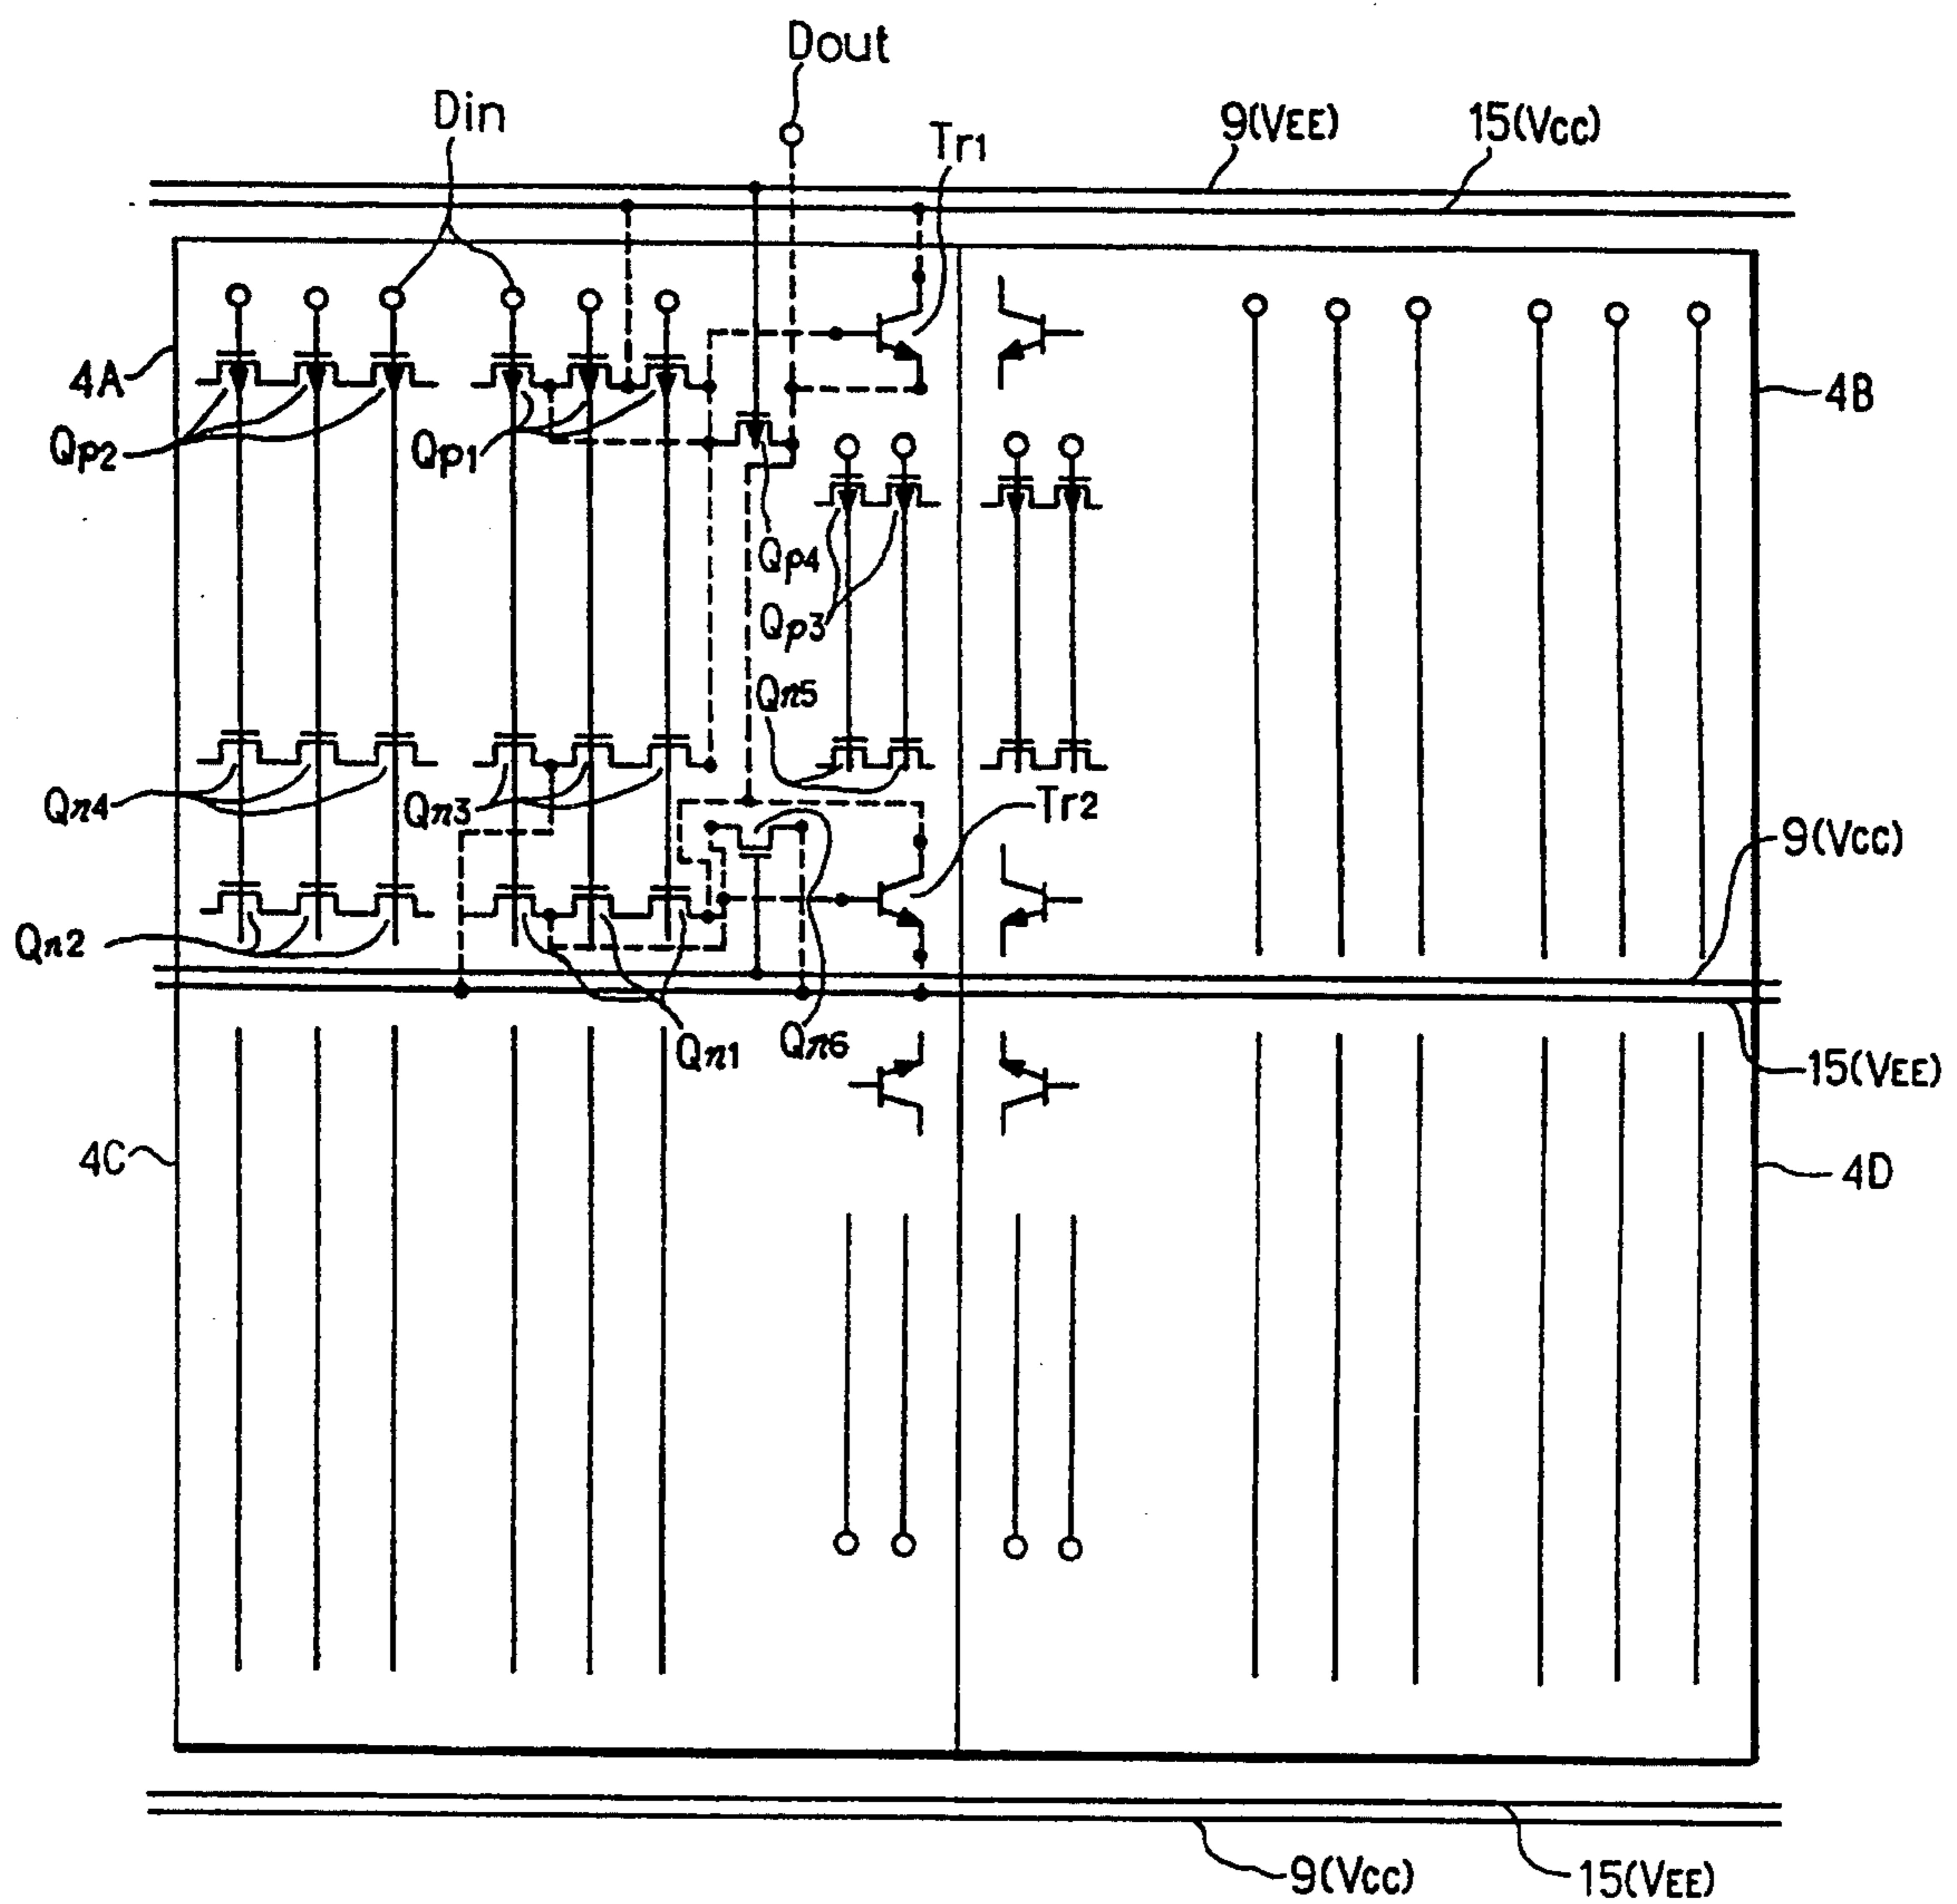 Dout
Din
9(VEE)
15(VCC)
Tr1
4A
4B
Qp2
Qp1
Qp4
Qp3
Qn5
Qn4
Qn3
Tr2
9(VCC)
Qn2
Qn1
Qn6
15(VEE)
4C
4D
9(VCC)
15(VEE)